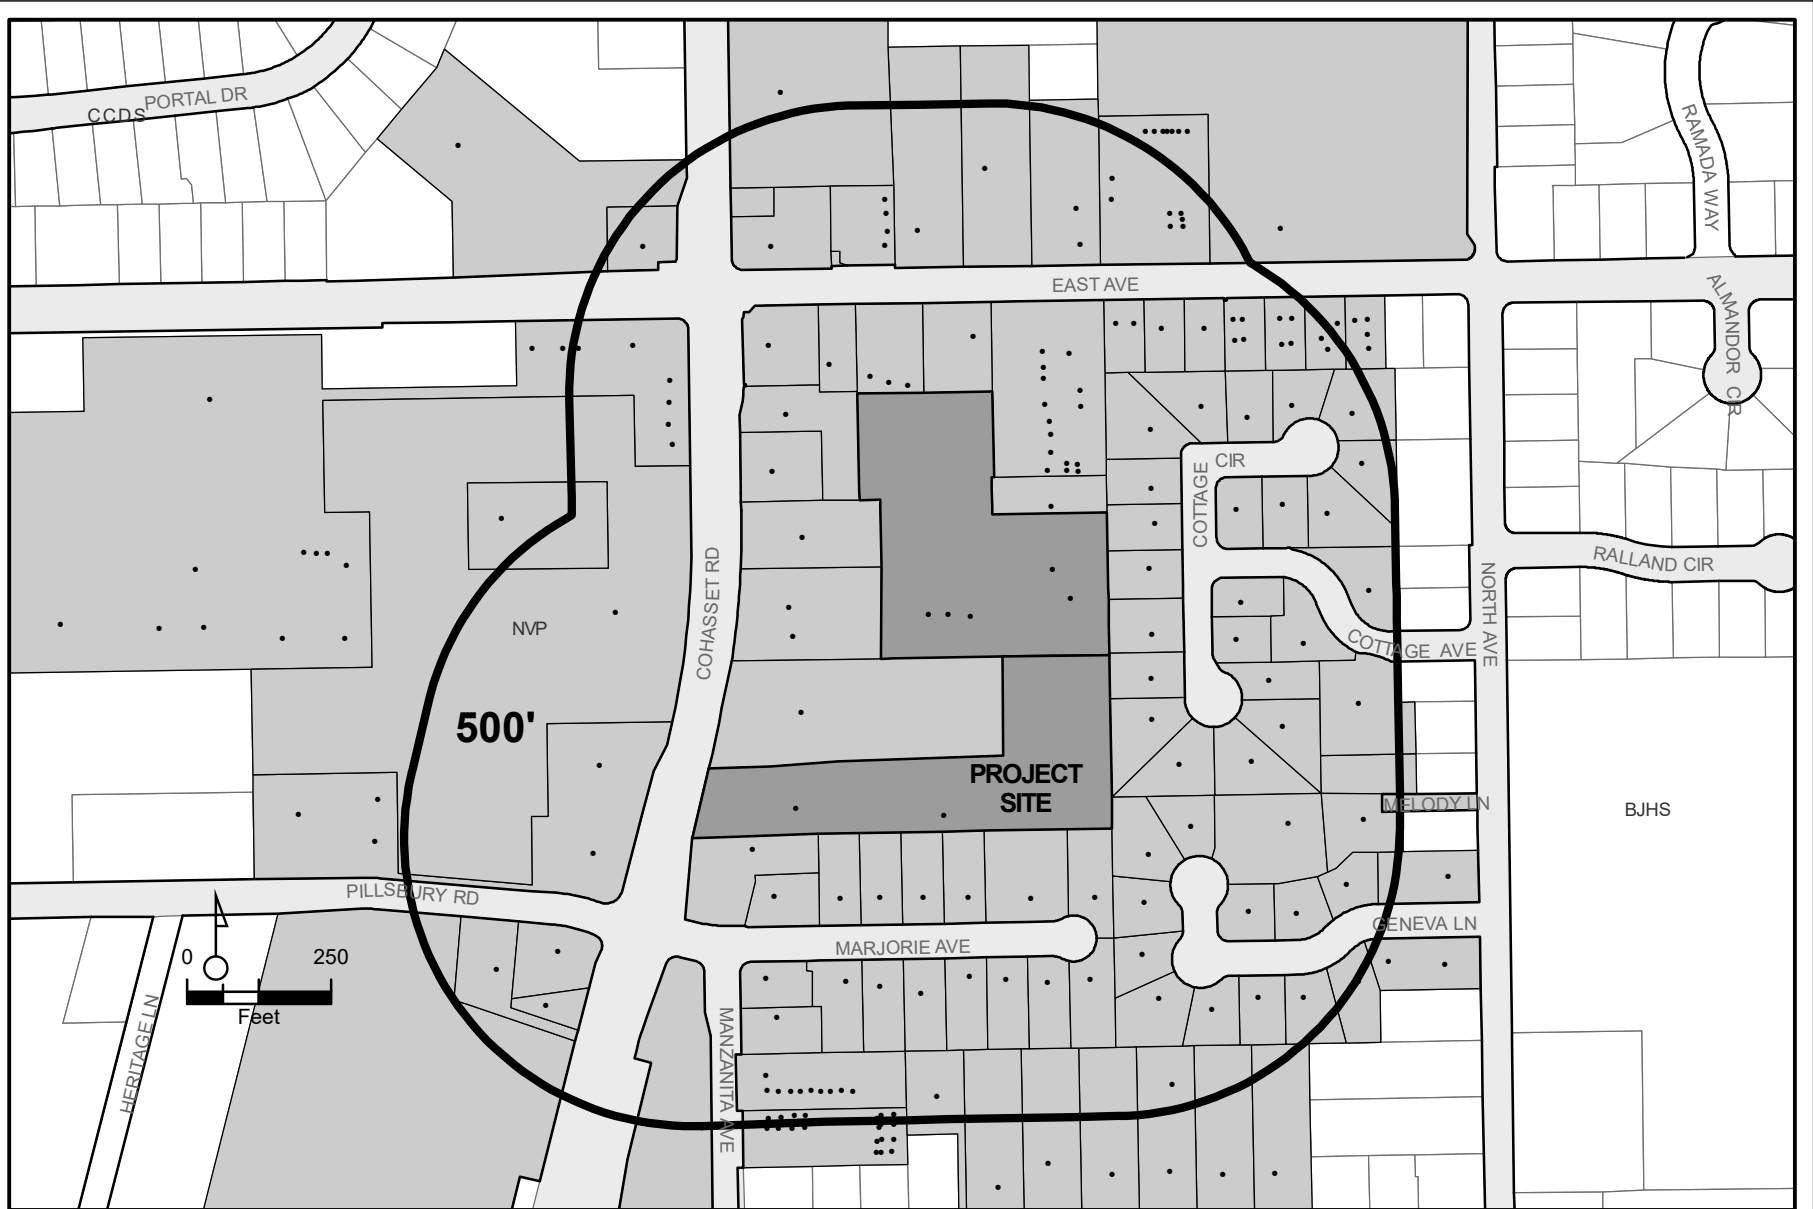 PORTAL DR
CCDS
RAMADA WAY
EAST AVE
ALMANDOR CIR
CIR
COTTAGE
COHASSET RD
RALLAND CIR
NORTH AVE
NVP
COTTAGE AVE
500'
PROJECT
SITE
MELODY LN
BJHS
PILLSBURY RD
GENEVA LN
MARJORIE AVE
0 250
Feet
HERITAGE LN
MANZANITA AVE